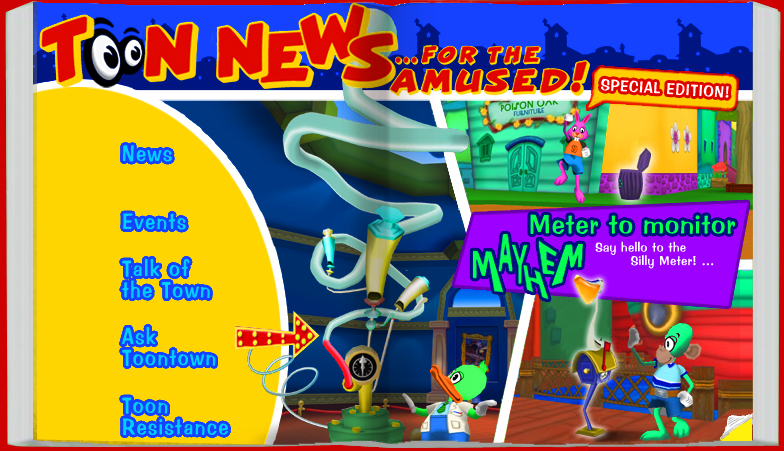 TOON NEWS
...FOR THE
AMUSED!
SPECIAL EDITION!
News
Events
Talk of
the Town
Ask
Toontown
Toon
Resistance
POISON OAK
FURNITURE
Meter to monitor
MAYHEM
Say hello to the
Silly Meter! ...